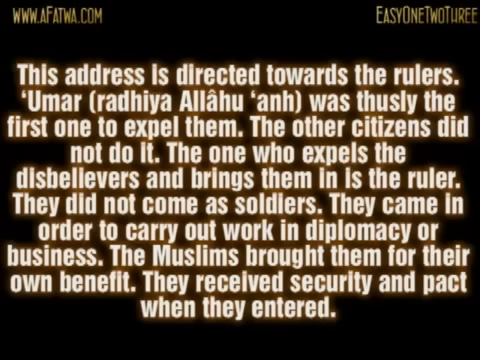 www.aFatwa.com
EasyOneTwoThree
This address is directed towards the rulers.
‘Umar (radhiya Allâhu ‘anh) was thusly the
first one to expel them. The other citizens did
not do it. The one who expels the
disbelievers and brings them in is the ruler.
They did not come as soldiers. They came in
order to carry out work in diplomacy or
business. The Muslims brought them for their
own benefit. They received security and pact
when they entered.